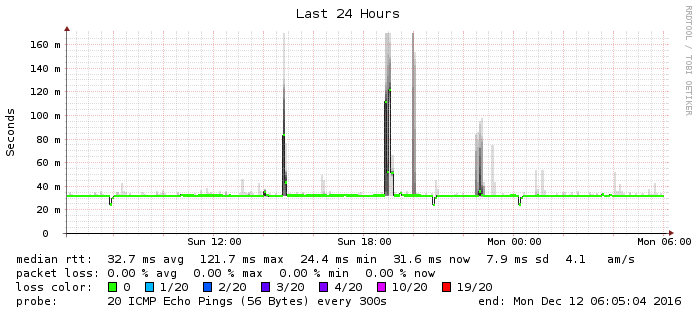 Last 24 Hours
RRDTOOL / TOBI OETIKER
Seconds
160 m
140 m
120 m
100 m
80 m
60 m
40 m
20 m
0
Sun 12:00 Sun 18:00 Mon 00:00 Mon 06:00
median rtt: 32.7 ms avg 121.7 ms max 24.4 ms min 31.6 ms now 7.9 ms sd 4.1 am/s
packet loss: 0.00 % avg 0.00 % max 0.00 % min 0.00 % now
loss color: 0 1/20 2/20 3/20 4/20 10/20 19/20
probe: 20 ICMP Echo Pings (56 Bytes) every 300s end: Mon Dec 12 06:05:04 2016